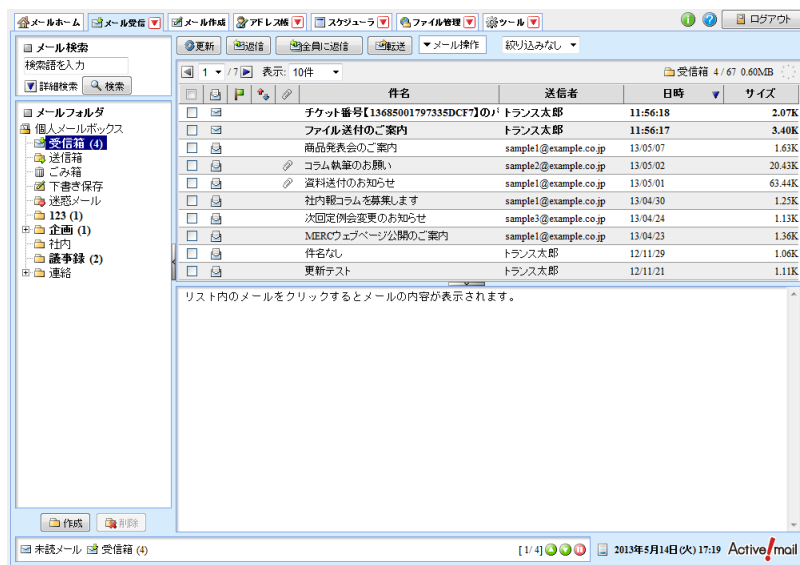 メールホーム メール受信 メール作成 アドレス帳 スケジューラ ファイル管理 ツール ログアウト
メール検索
検索語を入力
詳細検索 検索
メールフォルダ
個人メールボックス
受信箱 (4)
送信箱
ごみ箱
下書き保存
迷惑メール
123 (1)
企画 (1)
社内
議事録 (2)
連絡
作成 削除
更新 返信 全員に返信 転送 ▼メール操作 絞り込みなし
1 / 7 表示: 10件 受信箱 4 / 67 0.60MB
件名 送信者 日時 サイズ
チケット番号【13685001797335DCF7】のパ トランス太郎 11:56:18 2.07K
ファイル送付のご案内 トランス太郎 11:56:17 3.40K
商品発表会のご案内 sample1@example.co.jp 13/05/07 1.63K
コラム執筆のお願い sample2@example.co.jp 13/05/02 20.43K
資料送付のお知らせ sample1@example.co.jp 13/05/01 63.44K
社内報コラムを募集します sample1@example.co.jp 13/04/30 1.25K
次回定例会変更のお知らせ sample3@example.co.jp 13/04/24 1.13K
MERCウェブページ公開のご案内 sample1@example.co.jp 13/04/23 1.36K
件名なし トランス太郎 12/11/29 1.06K
更新テスト トランス太郎 12/11/21 1.11K
リスト内のメールをクリックするとメールの内容が表示されます。
未読メール 受信箱 (4) [ 1/ 4] 2013年5月14日(火) 17:19 Active! mail